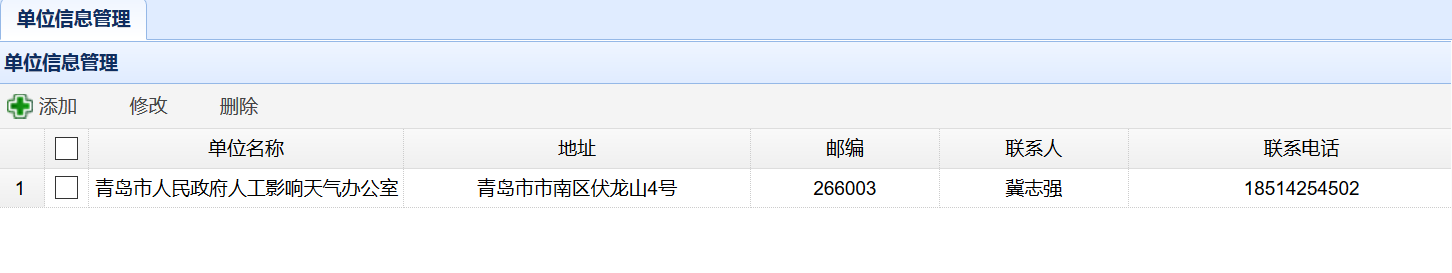 单位信息管理
单位信息管理
添加 修改 删除
单位名称 地址 邮编 联系人 联系电话
1 青岛市人民政府人工影响天气办公室 青岛市市南区伏龙山4号 266003 冀志强 18514254502